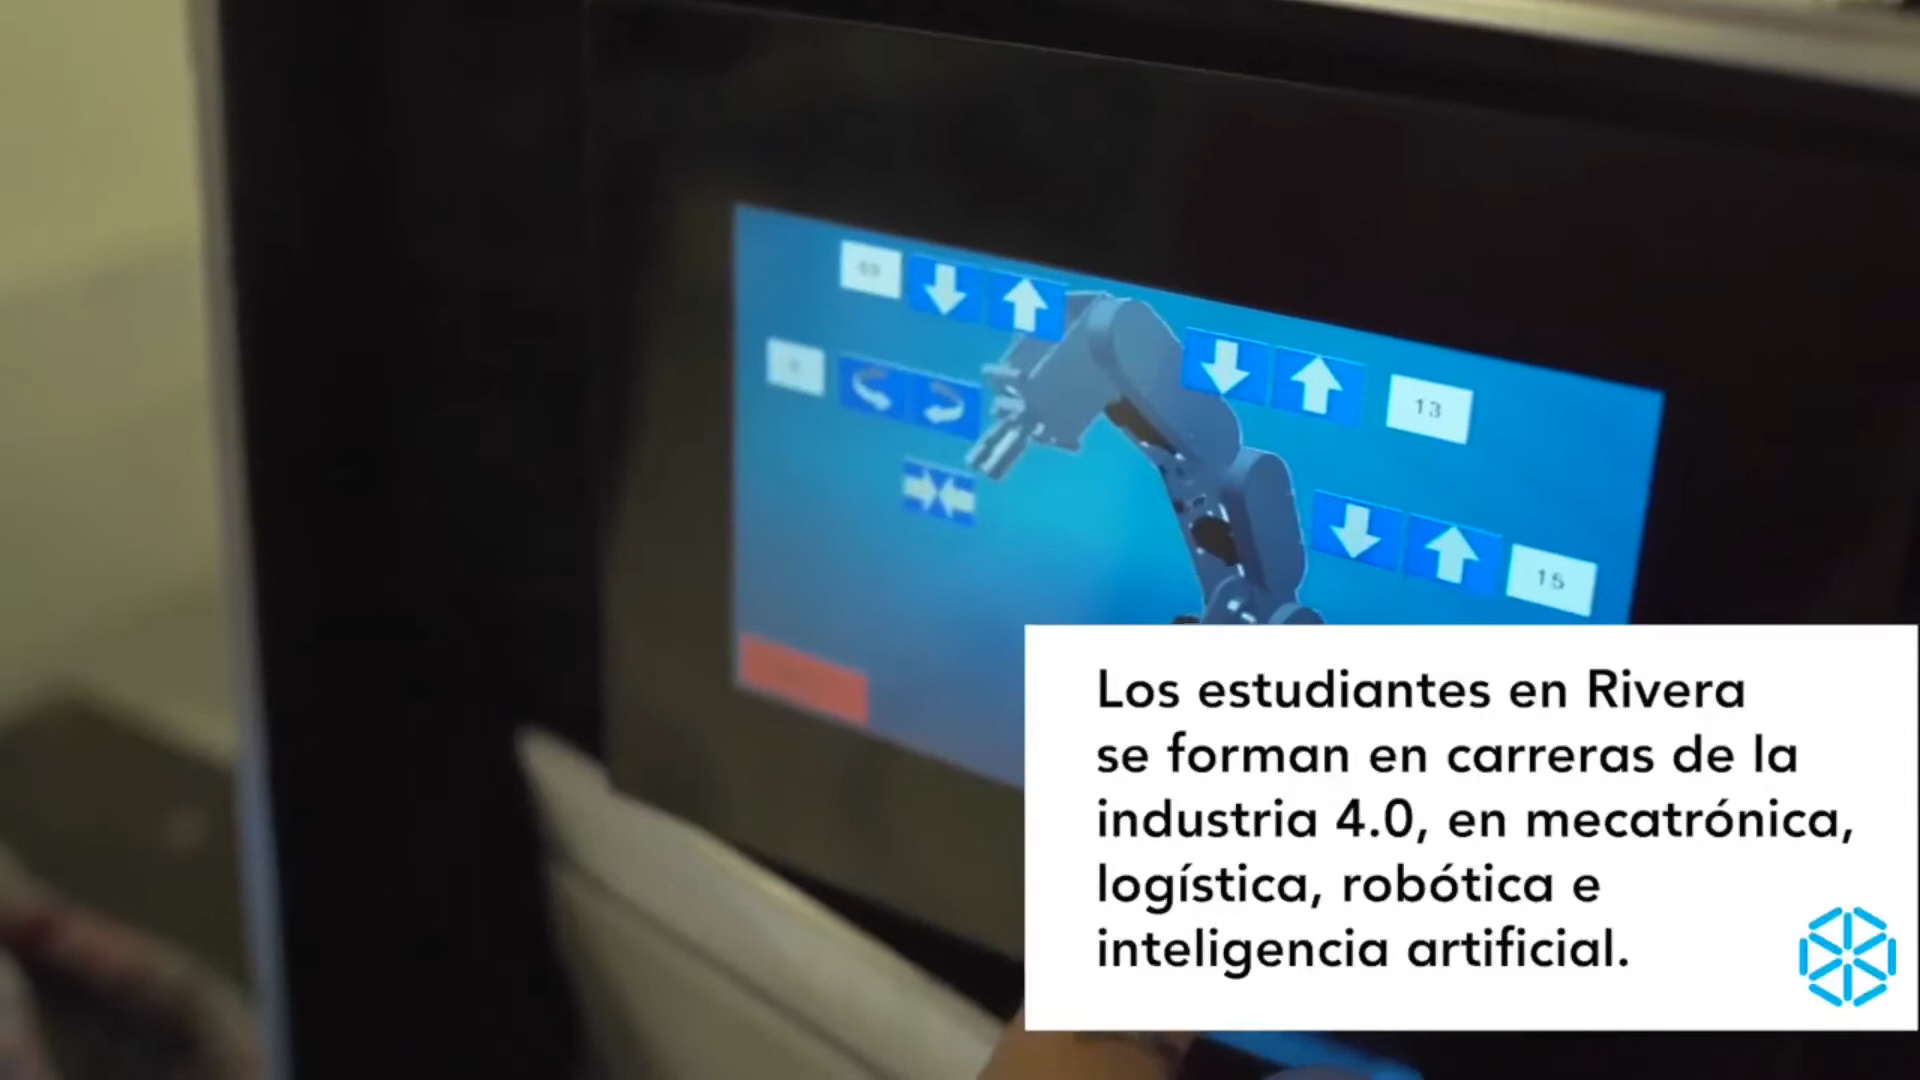 13
15
Los estudiantes en Rivera
se forman en carreras de la
industria 4.0, en mecatrónica,
logística, robótica e
inteligencia artificial.